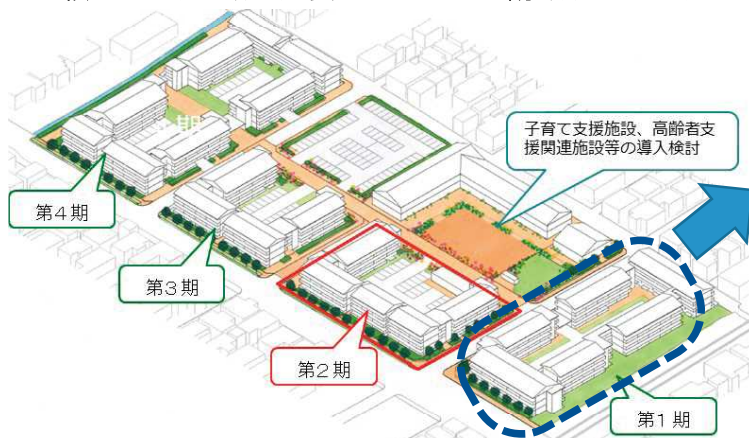 期
子育て支援施設、高齢者支
援関連施設等の導入検討
第4期
第3期
第2期
第1期